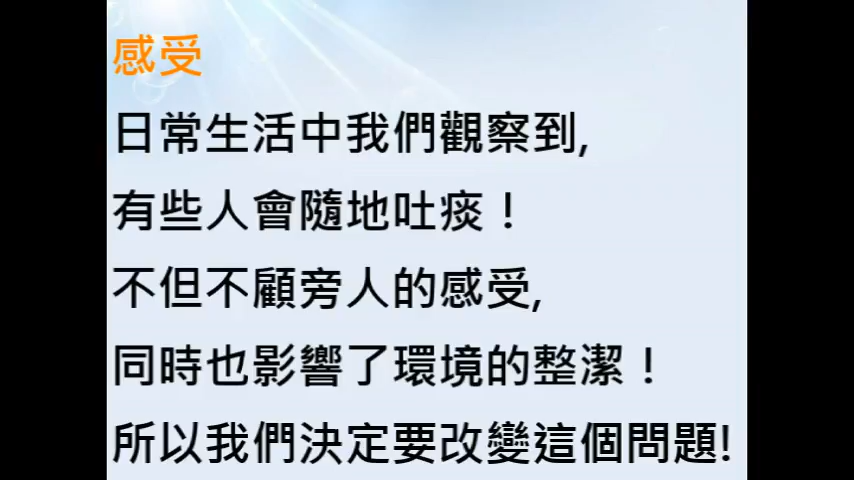 感受
日常生活中我們觀察到,
有些人會隨地吐痰！
不但不顧旁人的感受,
同時也影響了環境的整潔！
所以我們決定要改變這個問題!